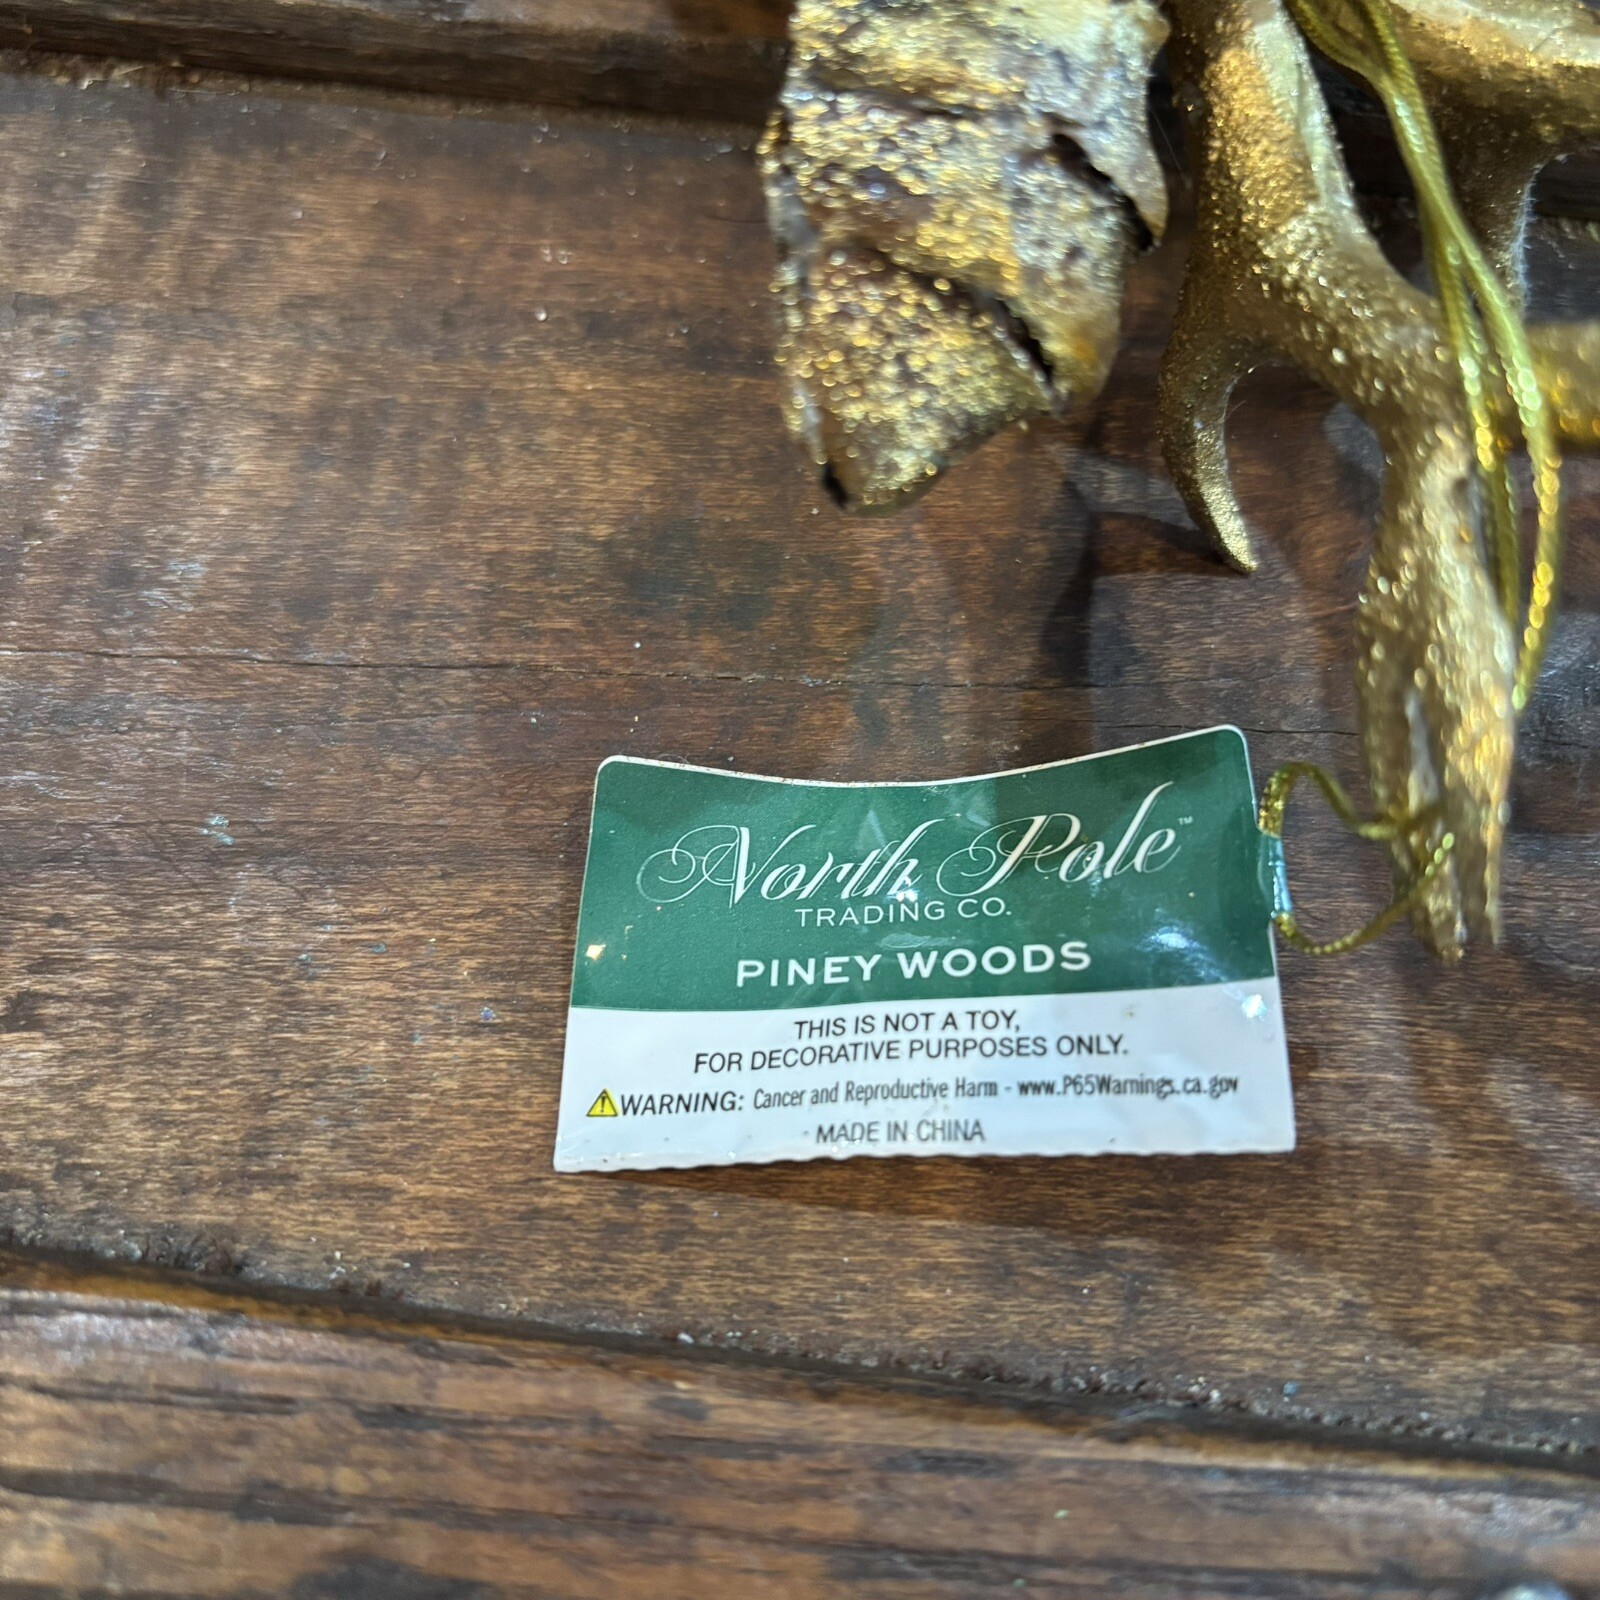 North Pole™
TRADING CO.
PINEY WOODS
THIS IS NOT A TOY,
FOR DECORATIVE PURPOSES ONLY.
WARNING: Cancer and Reproductive Harm - www.P65Warnings.ca.gov
MADE IN CHINA